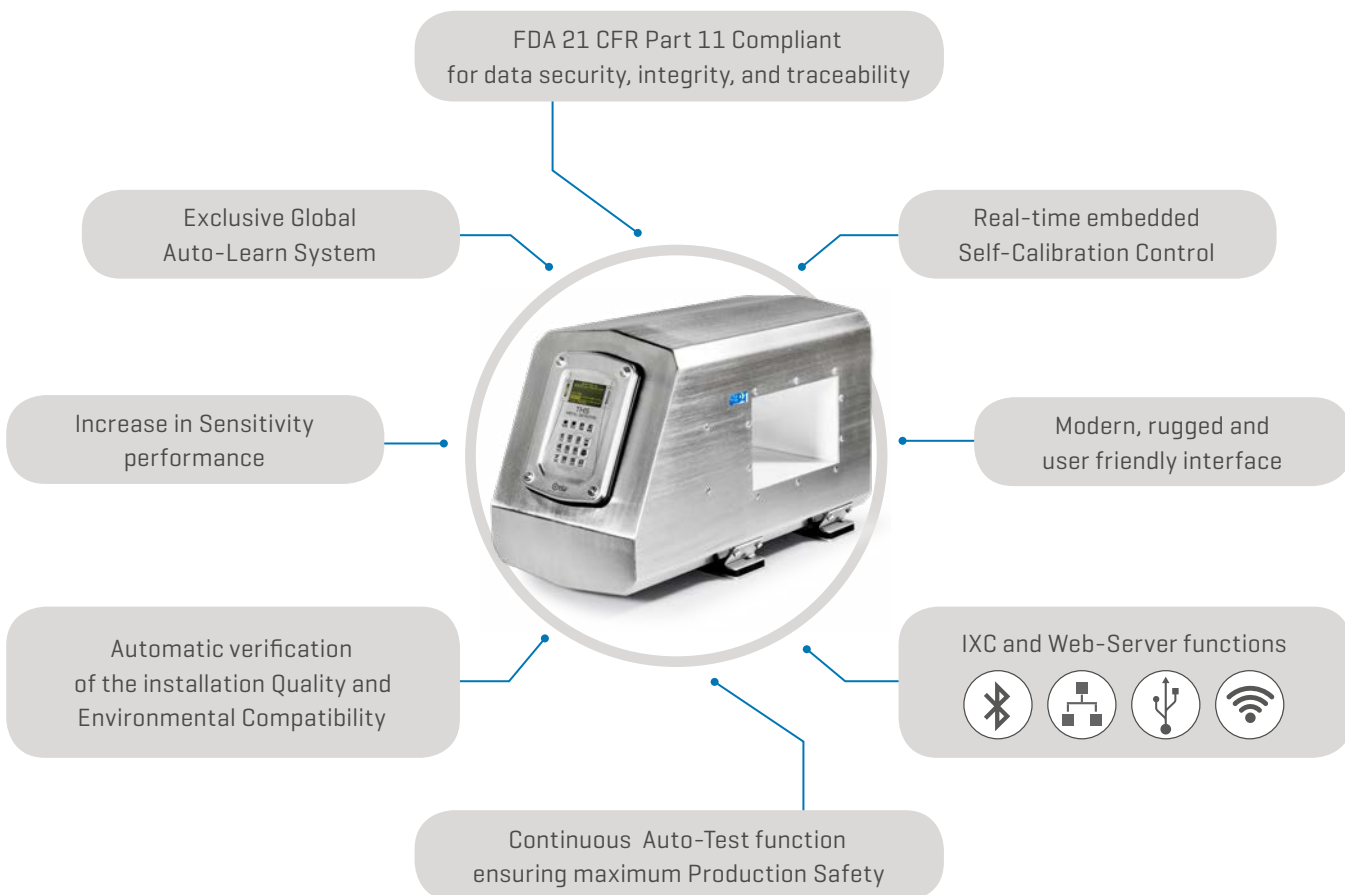 FDA 21 CFR Part 11 Compliant
for data security, integrity, and traceability
Exclusive Global
Auto-Learn System
Real-time embedded
Self-Calibration Control
Increase in Sensitivity
performance
THS
Modern, rugged and
user friendly interface
Automatic verification
of the installation Quality and
Environmental Compatibility
IXC and Web-Server functions
Continuous Auto-Test function
ensuring maximum Production Safety